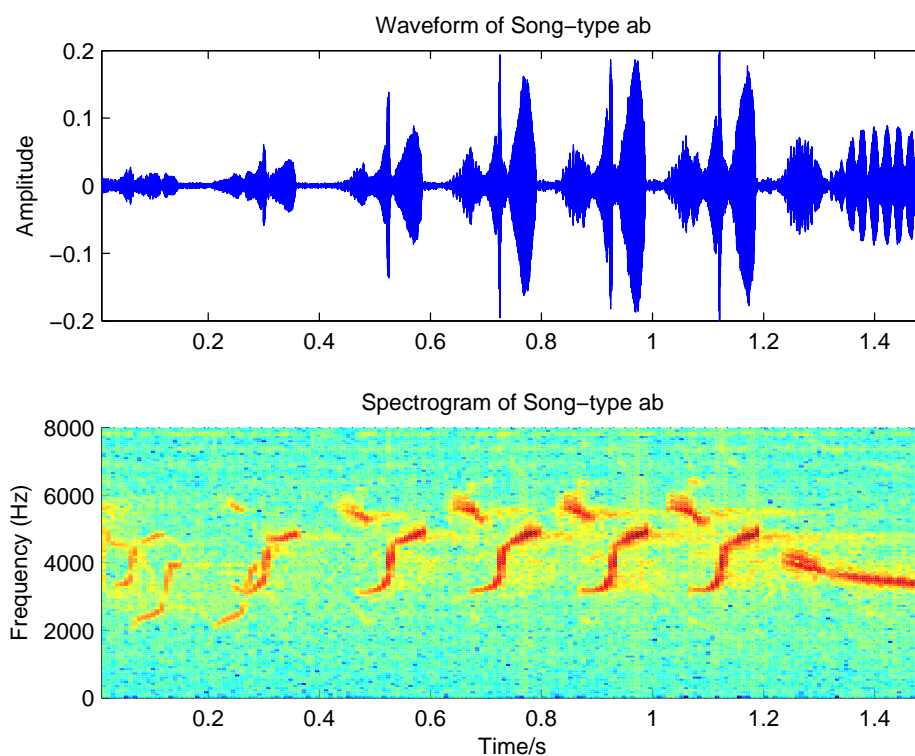 Waveform of Song−type ab
0.2
0.1
0
−0.1
−0.2
Amplitude
0.2 0.4 0.6 0.8 1 1.2 1.4
Spectrogram of Song−type ab
8000
6000
4000
2000
0
Frequency (Hz)
0.2 0.4 0.6 0.8 1 1.2 1.4
Time/s